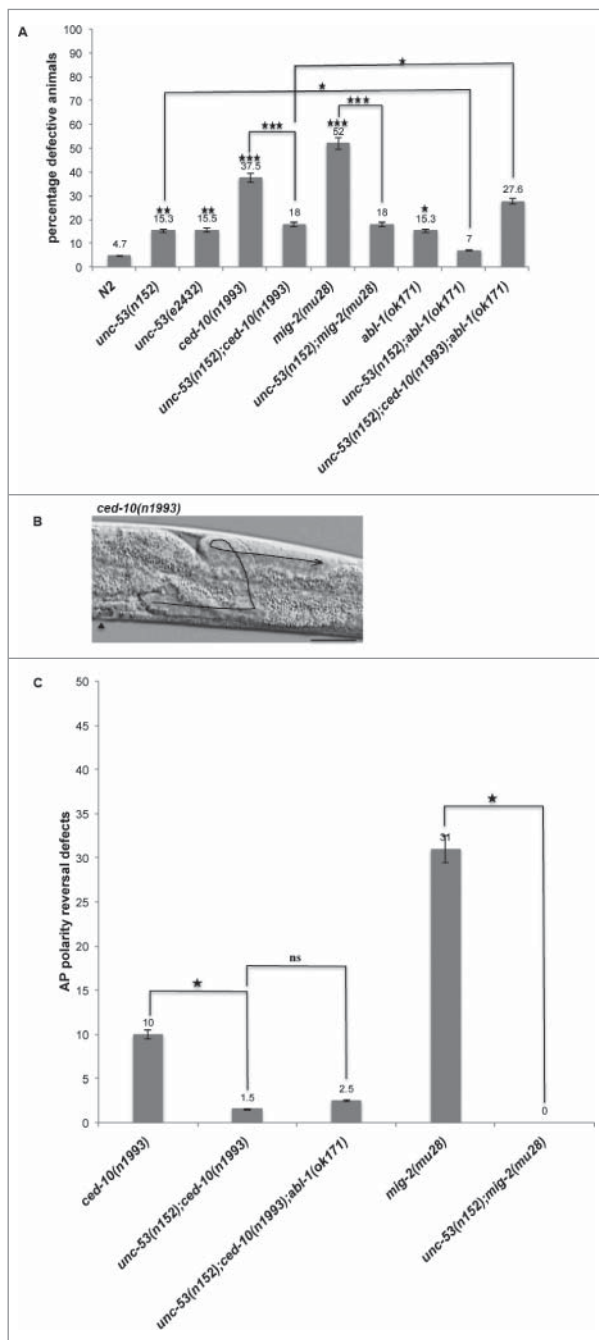 A
percentage defective animals
100
90
80
70
60
50
40
30
20
10
0
★
★
★★★
★★★
★★★
★★★
★★
★★
★
4.7
15.3
15.5
37.5
18
52
18
15.3
7
27.6
N2
unc-53(n152)
unc-53(e2432)
ced-10(n1993)
unc-53(n152);ced-10(n1993)
mig-2(mu28)
unc-53(n152);mig-2(mu28)
abl-1(ok171)
unc-53(n152);abl-1(ok171)
unc-53(n152);ced-10(n1993);abl-1(ok171)
B
ced-10(n1993)
C
AP polarity reversal defects
50
45
40
35
30
25
20
15
10
5
0
★
ns
★
10
1.5
2.5
31
0
ced-10(n1993)
unc-53(n152);ced-10(n1993)
unc-53(n152);ced-10(n1993);abl-1(ok171)
mig-2(mu28)
unc-53(n152);mig-2(mu28)